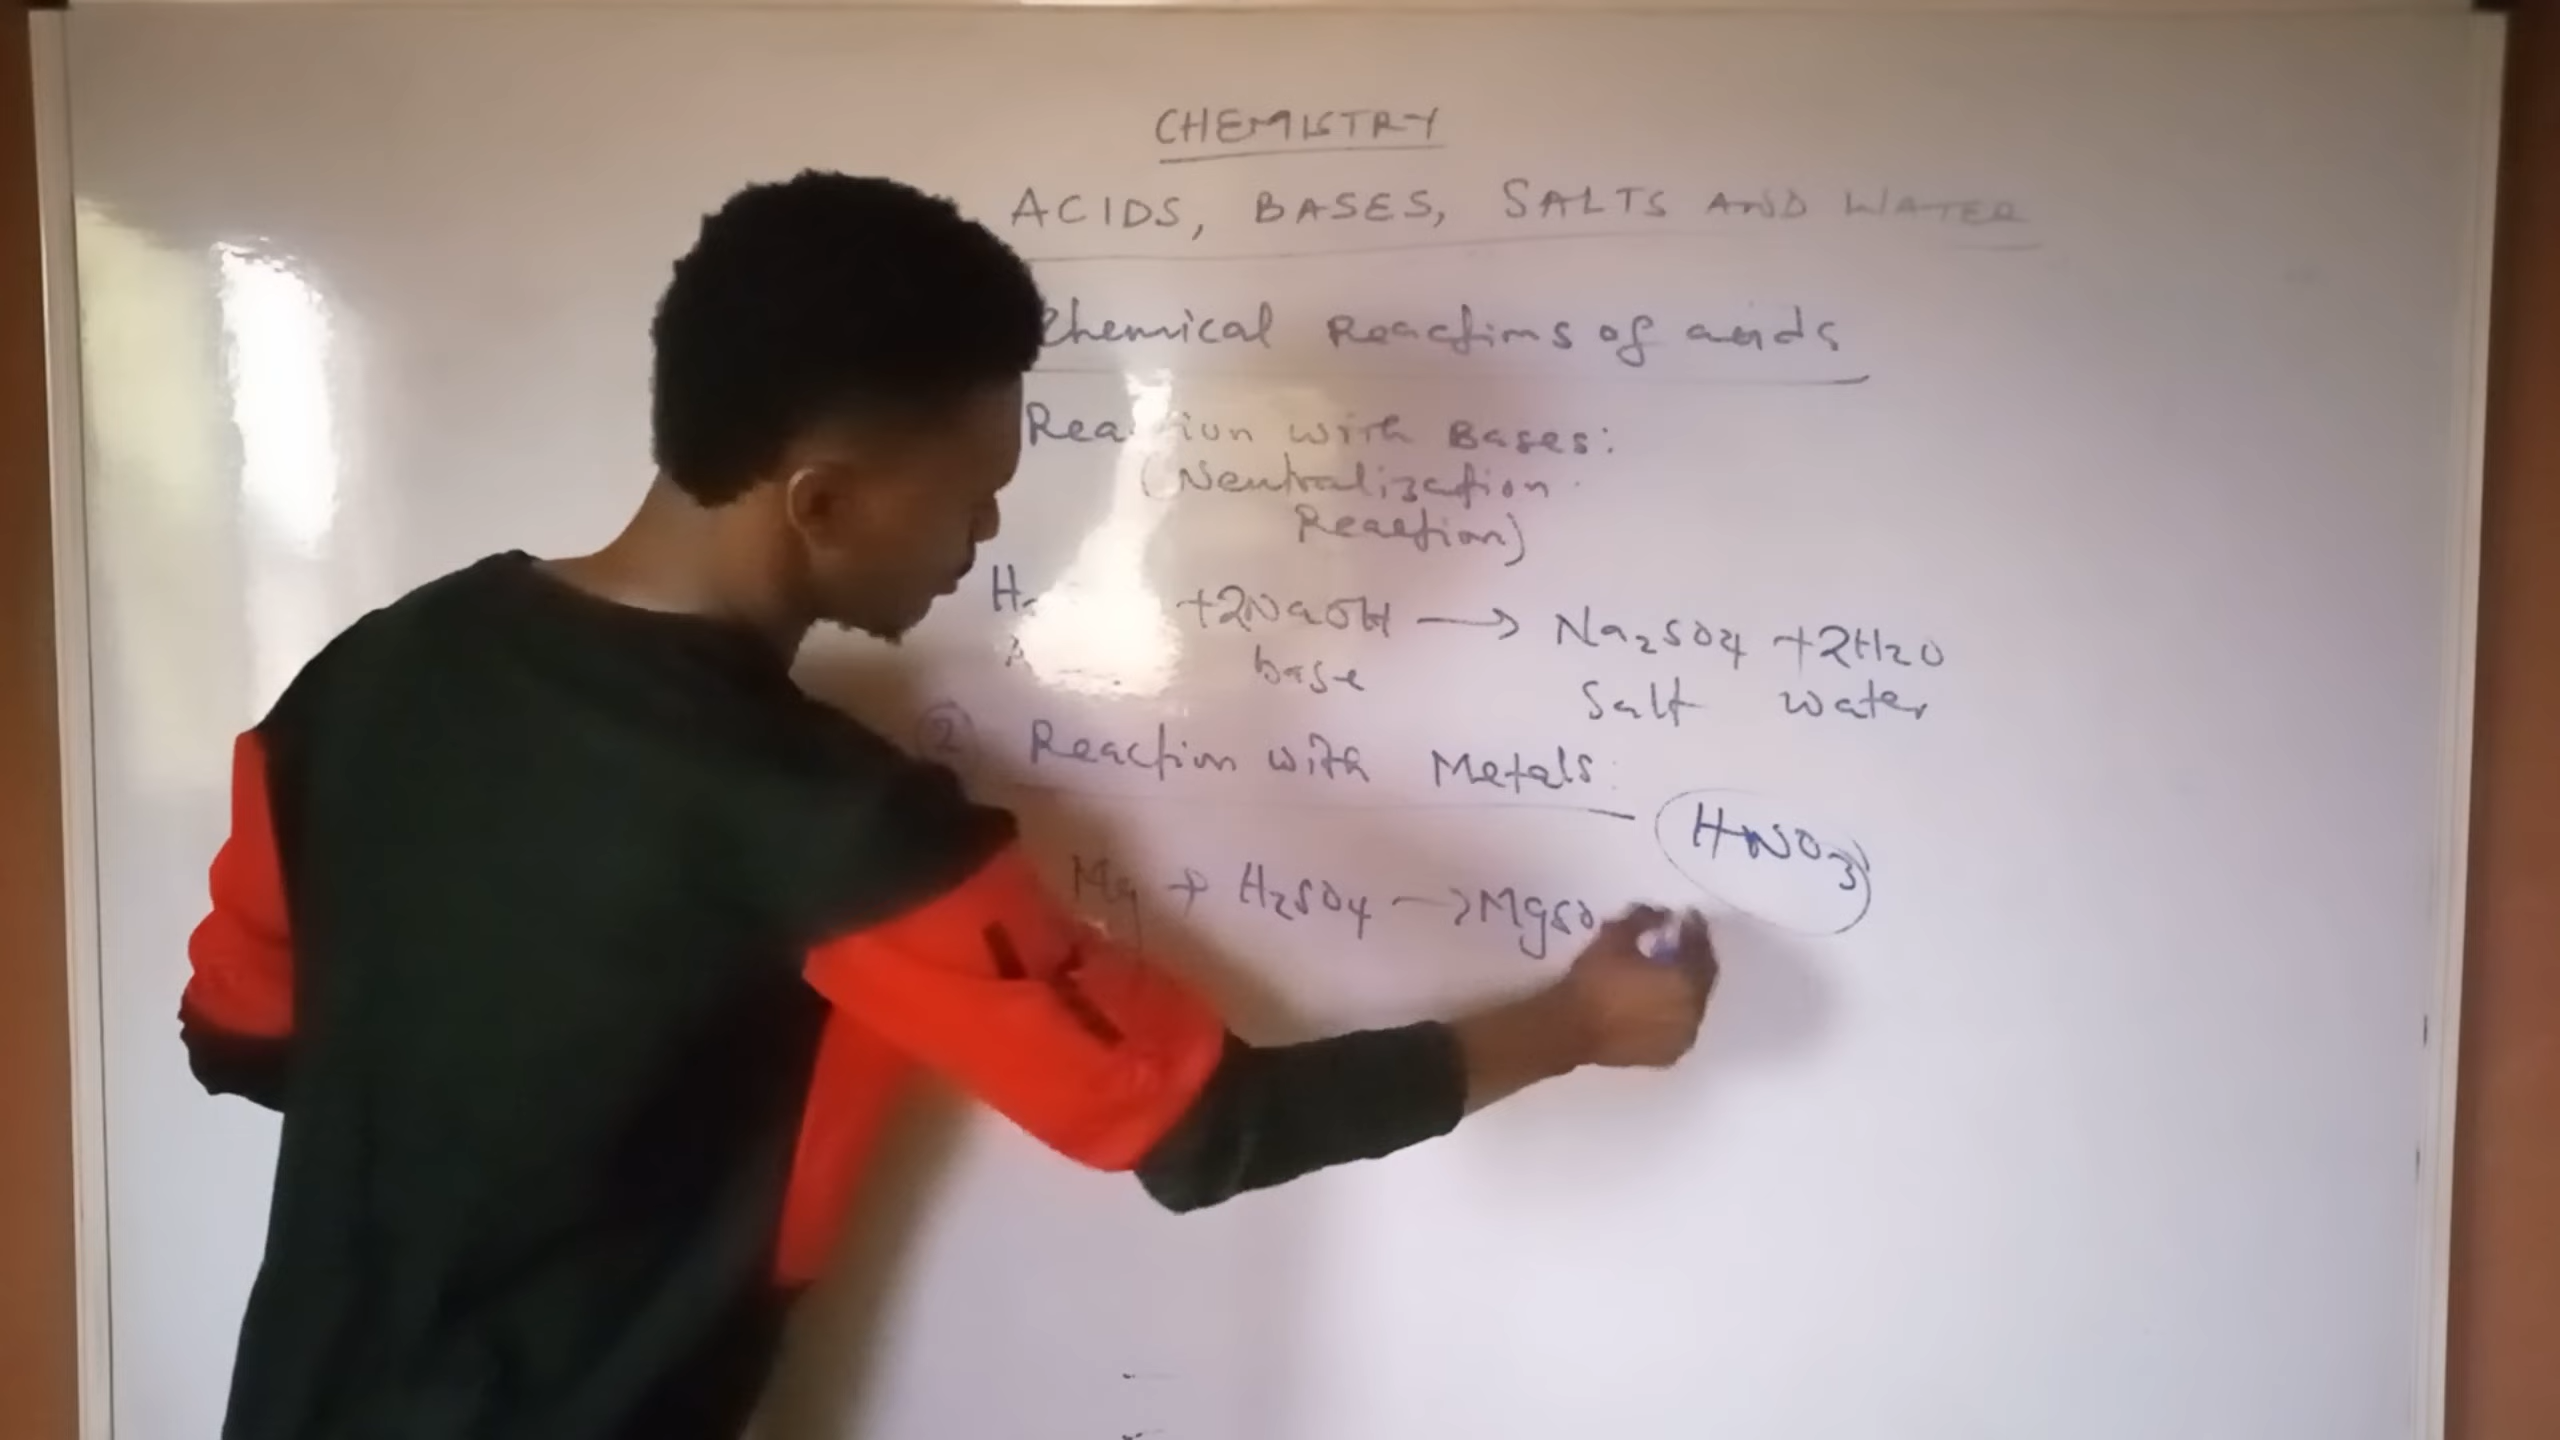 CHEMISTRY
ACIDS, BASES, SALTS AND WATER
Chemical Reactions of acids
with Bases:
(Neutralization
Reaction)
+2NaOH → Na2SO4 +2H2O
base Salt water
② Reaction with Metals:
HNO3
Mg + H2SO4 → MgSO